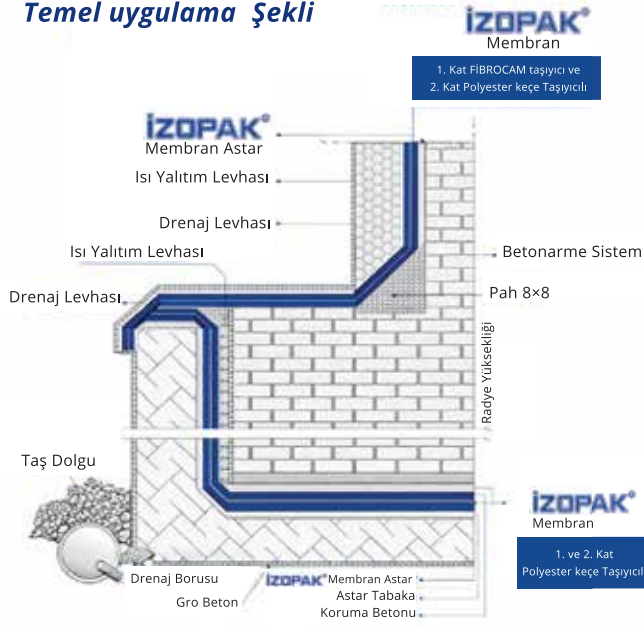 Temel uygulama Şekli
İZOPAK®
Membran
1. Kat FİBROCAM taşıyıcı ve
2. Kat Polyester keçe Taşıyıcılı
İZOPAK®
Membran Astar
Isı Yalıtım Levhası
Drenaj Levhası
Isı Yalıtım Levhası
Betonarme Sistem
Drenaj Levhası
Pah 8×8
Radye Yüksekliği
Taş Dolgu
İZOPAK®
Membran
1. ve 2. Kat
Polyester keçe Taşıyıcılı
Drenaj Borusu
İZOPAK® Membran Astar
Gro Beton
Astar Tabaka
Koruma Betonu